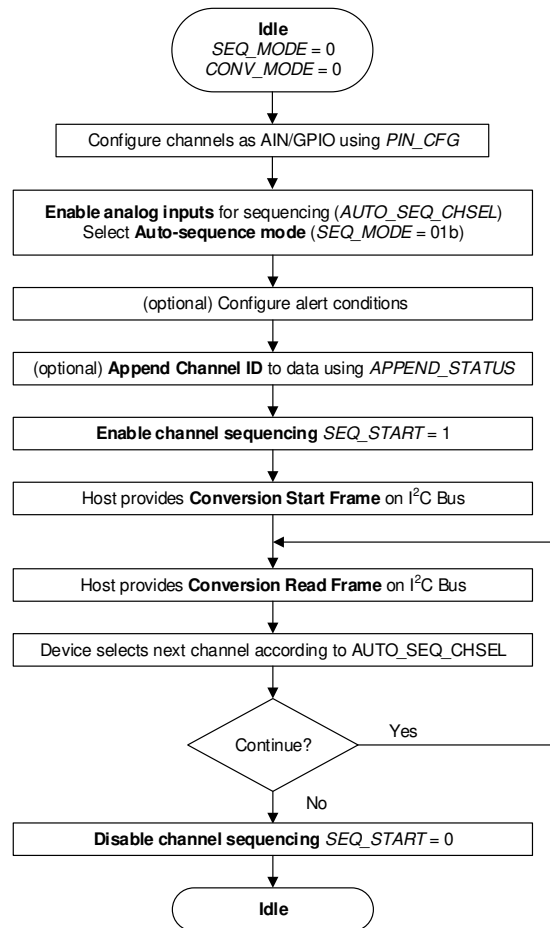 Idle
SEQ_MODE = 0
CONV_MODE = 0
Configure channels as AIN/GPIO using PIN_CFG
Enable analog inputs for sequencing (AUTO_SEQ_CHSEL)
Select Auto-sequence mode (SEQ_MODE = 01b)
(optional) Configure alert conditions
(optional) Append Channel ID to data using APPEND_STATUS
Enable channel sequencing SEQ_START = 1
Host provides Conversion Start Frame on I²C Bus
Host provides Conversion Read Frame on I²C Bus
Device selects next channel according to AUTO_SEQ_CHSEL
Continue?
Yes
No
Disable channel sequencing SEQ_START = 0
Idle